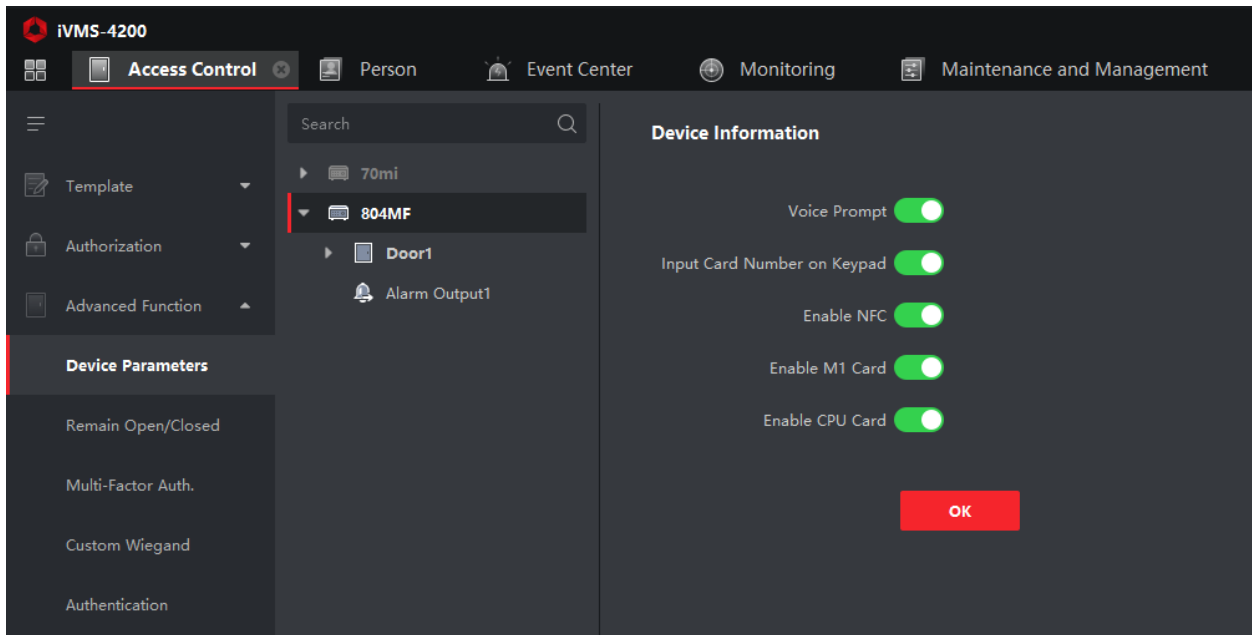 iVMS-4200
Access Control
Person
Event Center
Monitoring
Maintenance and Management
Template
Authorization
Advanced Function
Device Parameters
Remain Open/Closed
Multi-Factor Auth.
Custom Wiegand
Authentication
Search
70mi
804MF
Door1
Alarm Output1
Device Information
Voice Prompt
Input Card Number on Keypad
Enable NFC
Enable M1 Card
Enable CPU Card
OK